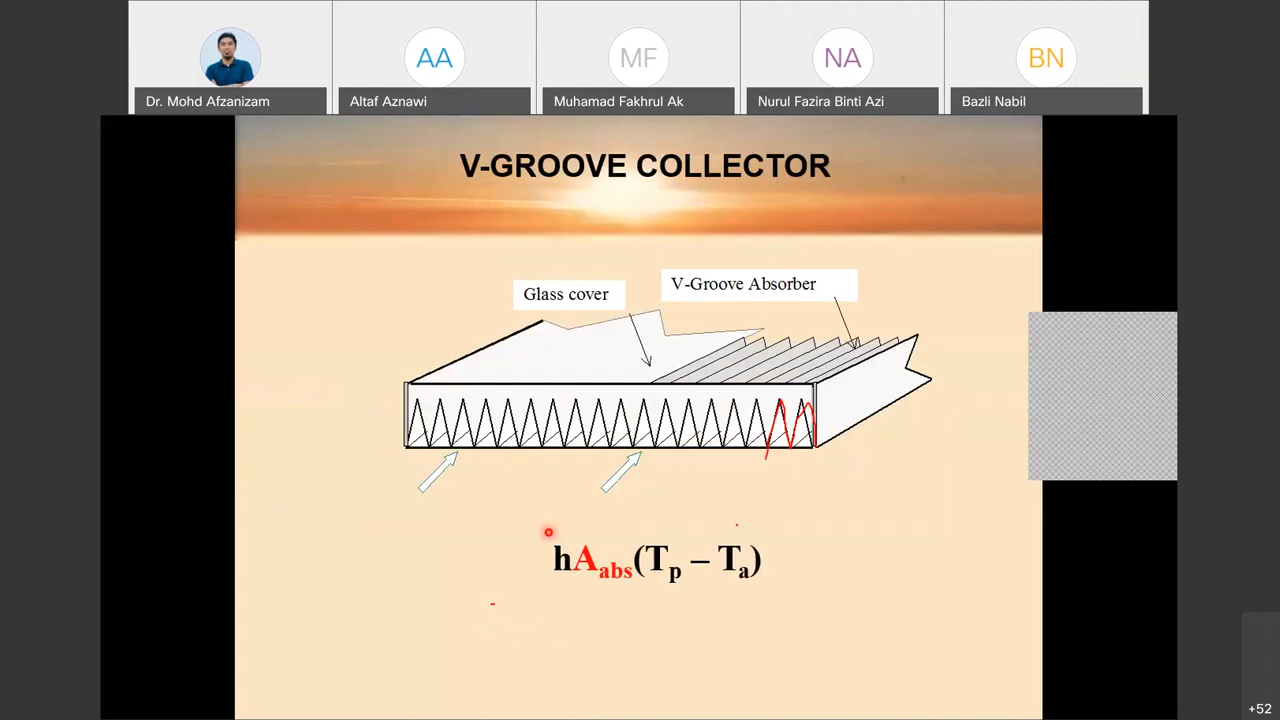 AA
MF
NA
BN
Dr. Mohd Afzanizam
Altaf Aznawi
Muhamad Fakhrul Ak
Nurul Fazira Binti Azi
Bazli Nabil
V-GROOVE COLLECTOR
Glass cover
V-Groove Absorber
hAabs(Tp – Ta)
+52